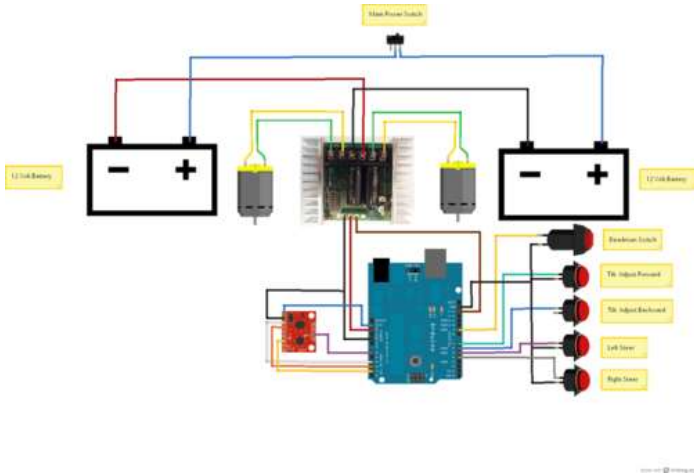 Main Power Switch
12 Volt Battery
12 Volt Battery
Deadman Switch
Tilt Adjust Forward
Tilt Adjust Backward
Left Steer
Right Steer